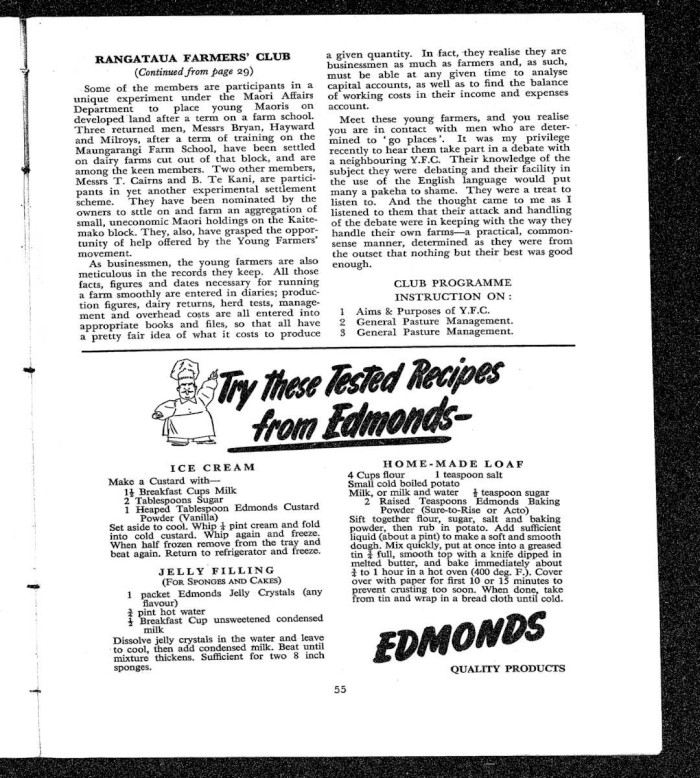 RANGATAUA FARMERS' CLUB
(Continued from page 29)
Some of the members are participants in a
unique experiment under the Maori Affairs
Department to place young Maoris on
developed land after a term on a farm school.
Three returned men, Messrs Bryan, Hayward
and Milroys, after a term of training on the
Maungarangi Farm School, have been settled
on dairy farms cut out of that block, and are
among the keen members. Two other members,
Messrs T. Cairns and B. Te Kani, are partici-
pants in yet another experimental settlement
scheme. They have been nominated by the
owners to sttle on and farm an aggregation of
small, uneconomic Maori holdings on the Kaite-
mako block. They, also, have grasped the oppor-
tunity of help offered by the Young Farmers'
movement.
As businessmen, the young farmers are also
meticulous in the records they keep. All those
facts, figures and dates necessary for running
a farm smoothly are entered in diaries; produc-
tion figures, dairy returns, herd tests, manage-
ment and overhead costs are all entered into
appropriate books and files, so that all have
a pretty fair idea of what it costs to produce
a given quantity. In fact, they realise they are
businessmen as much as farmers and, as such,
must be able at any given time to analyse
capital accounts, as well as to find the balance
of working costs in their income and expenses
account.
Meet these young farmers, and you realise
you are in contact with men who are deter-
mined to 'go places'. It was my privilege
recently to hear them take part in a debate with
a neighbouring Y.F.C. Their knowledge of the
subject they were debating and their facility in
the use of the English language would put
many a pakeha to shame. They were a treat to
listen to. And the thought came to me as I
listened to them that their attack and handling
of the debate were in keeping with the way they
handle their own farms—a practical, common-
sense manner, determined as they were from
the outset that nothing but their best was good
enough.
CLUB PROGRAMME
INSTRUCTION ON :
1 Aims & Purposes of Y.F.C.
2 General Pasture Management.
3 General Pasture Management.
Try these Tested Recipes
from Edmonds–
ICE CREAM
Make a Custard with—
1½ Breakfast Cups Milk
2 Tablespoons Sugar
1 Heaped Tablespoon Edmonds Custard
Powder (Vanilla)
Set aside to cool. Whip ½ pint cream and fold
into cold custard. Whip again and freeze.
When half frozen remove from the tray and
beat again. Return to refrigerator and freeze.
JELLY FILLING
(FOR SPONGES AND CAKES)
1 packet Edmonds Jelly Crystals (any
flavour)
¾ pint hot water
½ Breakfast Cup unsweetened condensed
milk
Dissolve jelly crystals in the water and leave
to cool, then add condensed milk. Beat until
mixture thickens. Sufficient for two 8 inch
sponges.
HOME-MADE LOAF
4 Cups flour 1 teaspoon salt
Small cold boiled potato
Milk, or milk and water ½ teaspoon sugar
2 Raised Teaspoons Edmonds Baking
Powder (Sure-to-Rise or Acto)
Sift together flour, sugar, salt and baking
powder, then rub in potato. Add sufficient
liquid (about a pint) to make a soft and smooth
dough. Mix quickly, put at once into a greased
tin ¾ full, smooth top with a knife dipped in
melted butter, and bake immediately about
¾ to 1 hour in a hot oven (400 deg. F.). Cover
over with paper for first 10 or 15 minutes to
prevent crusting too soon. When done, take
from tin and wrap in a bread cloth until cold.
EDMONDS
QUALITY PRODUCTS
55